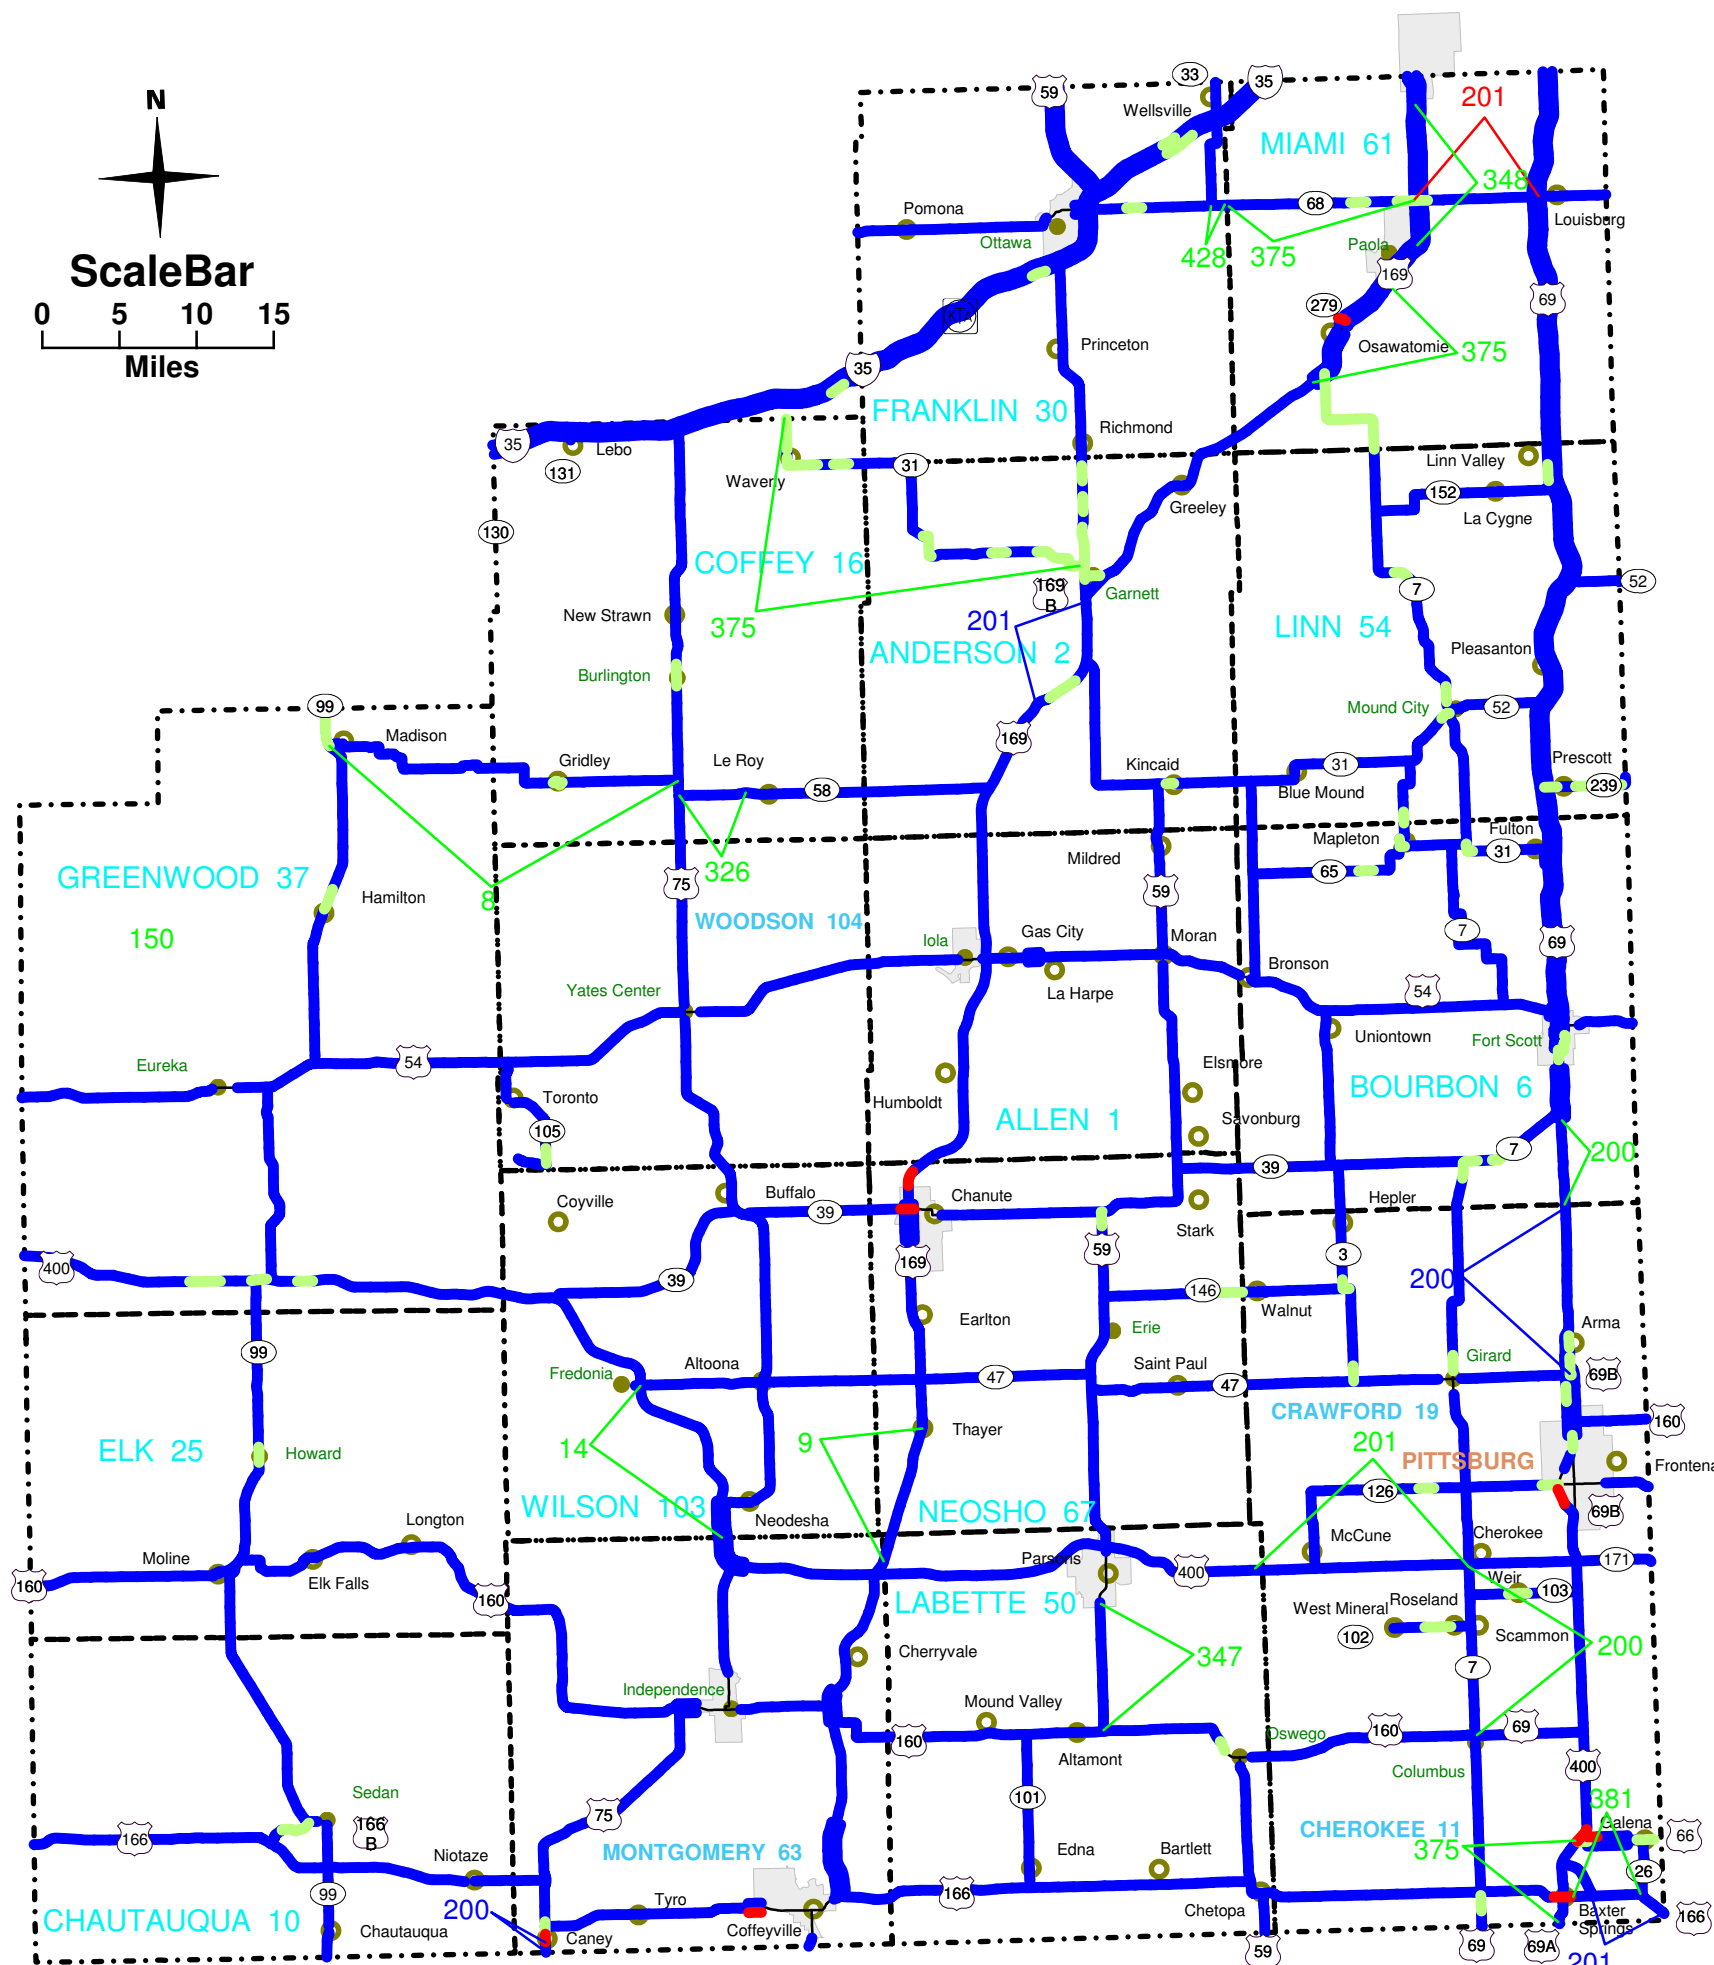 33
35
59
201
N
Wellsville
MIAMI 61
348
Pomona
68
Louisburg
Ottawa
Paola
ScaleBar
428
375
169
0 5 10 15
279
69
KTA
Miles
Princeton
Osawatomie
375
35
FRANKLIN 30
35
Lebo
Richmond
131
Waverly
31
Linn Valley
152
Greeley
La Cygne
130
COFFEY 16
169
B
Garnett
7
52
New Strawn
375
201
LINN 54
ANDERSON 2
Pleasanton
Burlington
99
Mound City
52
Madison
169
Gridley
Le Roy
Kincaid
31
Prescott
58
Blue Mound
239
Mapleton
Fulton
Mildred
31
GREENWOOD 37
326
65
75
59
Hamilton
8
WOODSON 104
150
Iola
Gas City
Moran
7
69
Bronson
Yates Center
La Harpe
54
Uniontown
Fort Scott
Eureka
54
Elsmore
BOURBON 6
Toronto
Humboldt
ALLEN 1
Savonburg
105
7
200
39
Coyville
Buffalo
Chanute
Hepler
39
Stark
59
3
400
169
39
200
146
Walnut
Earlton
Erie
Arma
99
Girard
Fredonia
Altoona
Saint Paul
47
47
69B
CRAWFORD 19
160
ELK 25
Howard
14
9
Thayer
201
PITTSBURG
Frontena
126
WILSON 103
Neodesha
NEOSHO 67
69B
Longton
McCune
Cherokee
Moline
Parsons
171
Elk Falls
400
Weir
160
160
LABETTE 50
103
West Mineral
Roseland
102
Scammon
200
Cherryvale
347
7
Independence
Mound Valley
160
69
Oswego
160
Altamont
400
Columbus
Sedan
101
381
75
166
166
B
CHEROKEE 11
Galena
66
MONTGOMERY 63
375
Niotaze
Edna
Bartlett
26
99
166
Tyro
200
Chetopa
Baxter
Springs
166
CHAUTAUQUA 10
Chautauqua
Caney
Coffeyville
59
69
69A
201